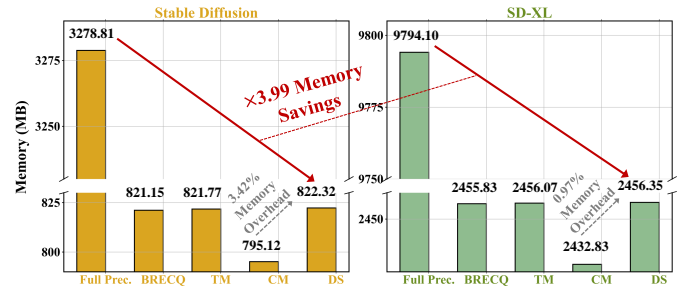 Stable Diffusion
SD-XL
Memory (MB)
3275
3250
825
800
3278.81
821.15
821.77
795.12
822.32
×3.99 Memory
Savings
3.42%
Memory
Overhead
Full Prec.
BRECQ
TM
CM
DS
9800
9775
9750
2450
9794.10
2455.83
2456.07
2432.83
2456.35
0.97%
Memory
Overhead
Full Prec.
BRECQ
TM
CM
DS